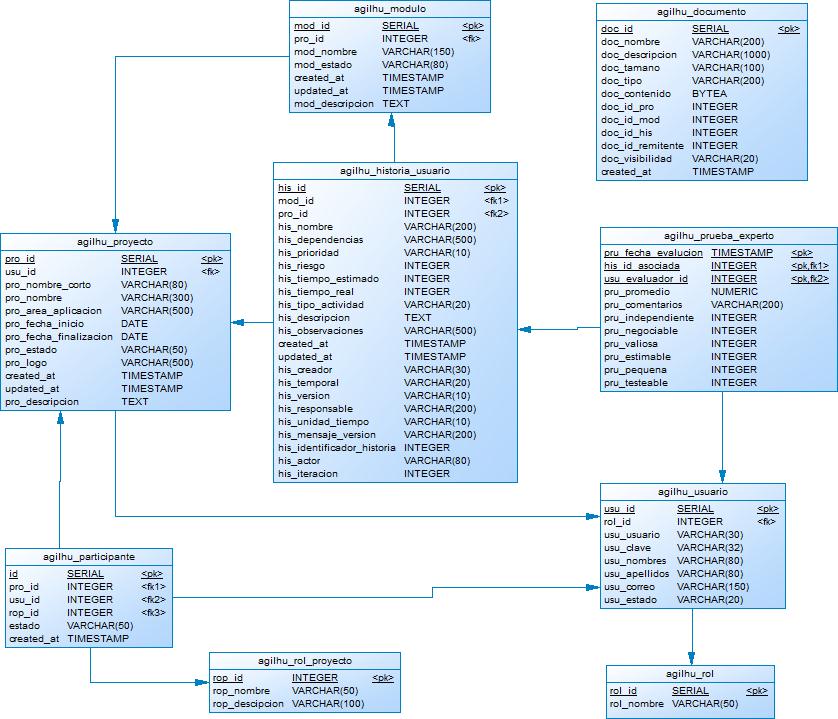 agilhu_modulo
mod_id SERIAL <pk>
pro_id INTEGER <fk>
mod_nombre VARCHAR(150)
mod_estado VARCHAR(80)
created_at TIMESTAMP
updated_at TIMESTAMP
mod_descripcion TEXT
agilhu_documento
doc_id SERIAL <pk>
doc_nombre VARCHAR(200)
doc_descripcion VARCHAR(1000)
doc_tamano VARCHAR(100)
doc_tipo VARCHAR(200)
doc_contenido BYTEA
doc_id_pro INTEGER
doc_id_mod INTEGER
doc_id_his INTEGER
doc_id_remitente INTEGER
doc_visibilidad VARCHAR(20)
created_at TIMESTAMP
agilhu_historia_usuario
his_id SERIAL <pk>
mod_id INTEGER <fk1>
pro_id INTEGER <fk2>
his_nombre VARCHAR(200)
his_dependencias VARCHAR(500)
his_prioridad VARCHAR(10)
his_riesgo INTEGER
his_tiempo_estimado INTEGER
his_tiempo_real INTEGER
his_tipo_actividad VARCHAR(20)
his_descripcion TEXT
his_observaciones VARCHAR(500)
created_at TIMESTAMP
updated_at TIMESTAMP
his_creador VARCHAR(30)
his_temporal VARCHAR(20)
his_version VARCHAR(10)
his_responsable VARCHAR(200)
his_unidad_tiempo VARCHAR(10)
his_mensaje_version VARCHAR(200)
his_identificador_historia INTEGER
his_actor VARCHAR(80)
his_iteracion INTEGER
agilhu_proyecto
pro_id SERIAL <pk>
usu_id INTEGER <fk>
pro_nombre_corto VARCHAR(80)
pro_nombre VARCHAR(300)
pro_area_aplicacion VARCHAR(500)
pro_fecha_inicio DATE
pro_fecha_finalizacion DATE
pro_estado VARCHAR(50)
pro_logo VARCHAR(500)
created_at TIMESTAMP
updated_at TIMESTAMP
pro_descripcion TEXT
agilhu_prueba_experto
pru_fecha_evalucion TIMESTAMP <pk>
his_id_asociada INTEGER <pk,fk1>
usu_evaluador_id INTEGER <pk,fk2>
pru_promedio NUMERIC
pru_comentarios VARCHAR(200)
pru_independiente INTEGER
pru_negociable INTEGER
pru_valiosa INTEGER
pru_estimable INTEGER
pru_pequena INTEGER
pru_testeable INTEGER
agilhu_usuario
usu_id SERIAL <pk>
rol_id INTEGER <fk>
usu_usuario VARCHAR(30)
usu_clave VARCHAR(32)
usu_nombres VARCHAR(80)
usu_apellidos VARCHAR(80)
usu_correo VARCHAR(150)
usu_estado VARCHAR(20)
agilhu_participante
id SERIAL <pk>
pro_id INTEGER <fk1>
usu_id INTEGER <fk2>
rop_id INTEGER <fk3>
estado VARCHAR(50)
created_at TIMESTAMP
agilhu_rol_proyecto
rop_id INTEGER <pk>
rop_nombre VARCHAR(50)
rop_descipcion VARCHAR(100)
agilhu_rol
rol_id SERIAL <pk>
rol_nombre VARCHAR(50)